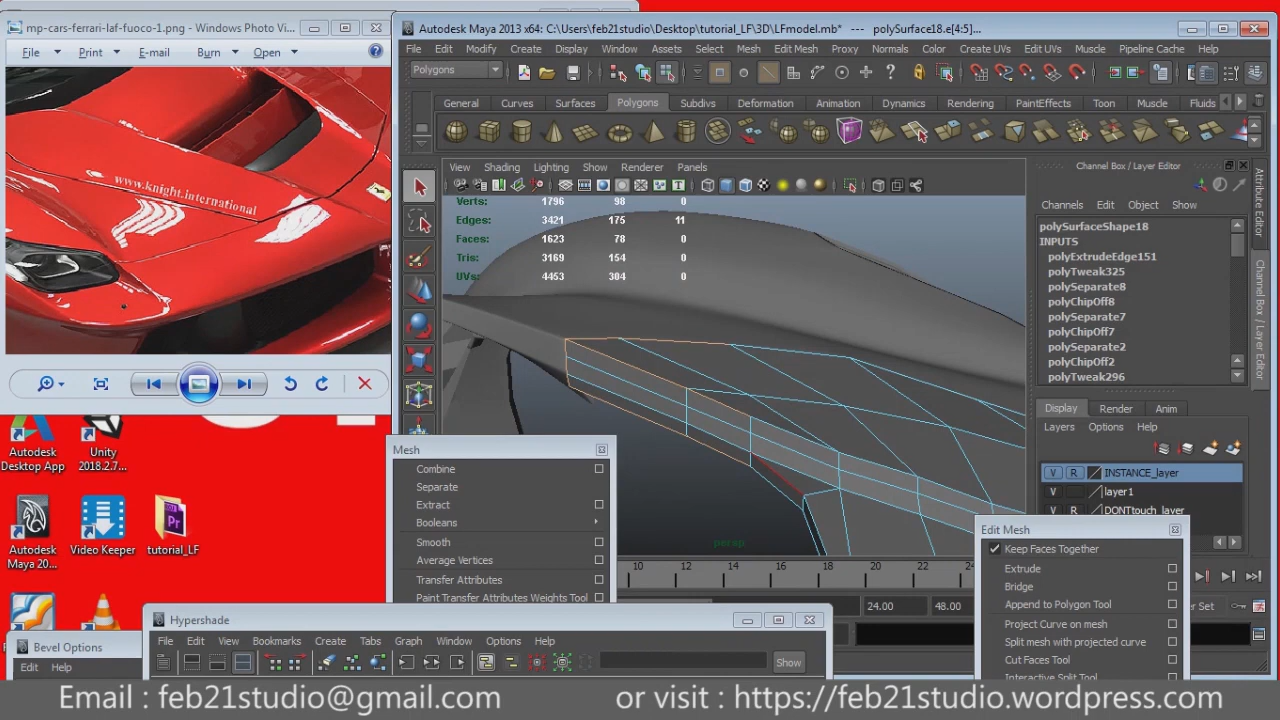 mp-cars-ferrari-laf-fuoco-1.png - Windows Photo Vi...
File Print E-mail Burn Open
www.knight.international
Autodesk Maya 2013 x64: C:\Users\feb21studio\Desktop\tutorial_LF\3D\LFmodel.mb* --- polySurface18.e[4:5]...
File Edit Modify Create Display Window Assets Select Mesh Edit Mesh Proxy Normals Color Create UVs Edit UVs Muscle Pipeline Cache Help
Polygons
General Curves Surfaces Polygons Subdivs Deformation Animation Dynamics Rendering PaintEffects Toon Muscle Fluids
View Shading Lighting Show Renderer Panels
Verts: 1796 98 0
Edges: 3421 175 11
Faces: 1623 78 0
Tris: 3169 154 0
UVs: 4453 304 0
persp
Channel Box / Layer Editor
Channels Edit Object Show
polySurfaceShape18
INPUTS
polyExtrudeEdge151
polyTweak325
polySeparate8
polyChipOff8
polySeparate7
polyChipOff7
polySeparate2
polyChipOff2
polyTweak296
Attribute Editor
Channel Box / Layer Editor
Display Render Anim
Layers Options Help
V R INSTANCE_layer
V layer1
V R DONTtouch_layer
Autodesk Desktop App
Unity 2018.2.7...
Autodesk Maya 20...
Video Keeper
tutorial_LF
Mesh
Combine
Separate
Extract
Booleans
Smooth
Average Vertices
Transfer Attributes
Paint Transfer Attributes Weights Tool
Edit Mesh
Keep Faces Together
Extrude
Bridge
Append to Polygon Tool
Project Curve on mesh
Split mesh with projected curve
Cut Faces Tool
Interactive Split Tool
10 12 14 16 18 20 22 24
24.00 48.00
Hypershade
File Edit View Bookmarks Create Tabs Graph Window Options Help
Show
Bevel Options
Edit Help
Email : feb21studio@gmail.com or visit : https://feb21studio.wordpress.com